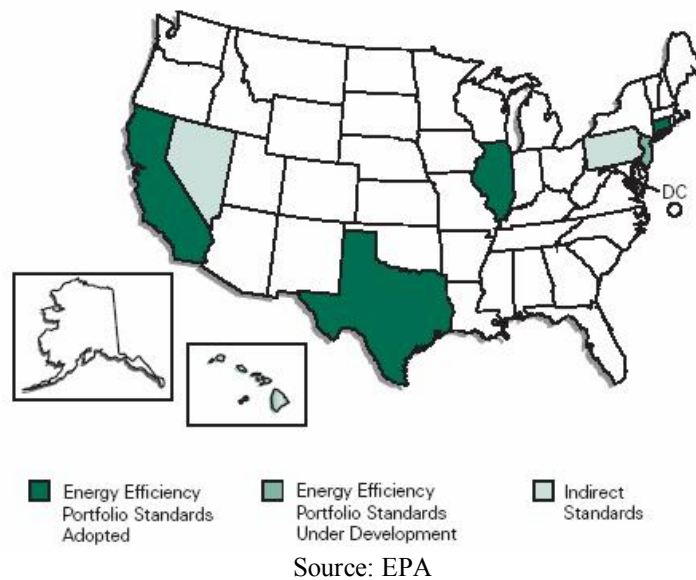 DC
Energy Efficiency
Portfolio Standards
Adopted
Energy Efficiency
Portfolio Standards
Under Development
Indirect
Standards
Source: EPA